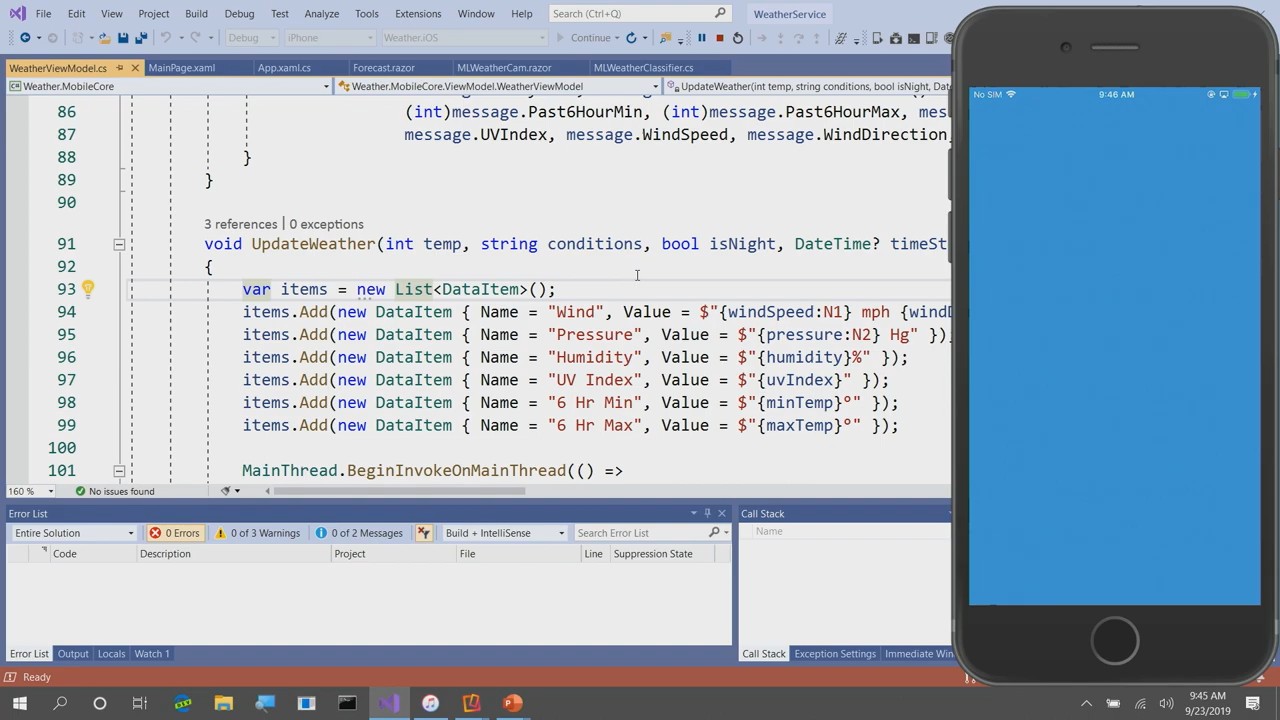 File Edit View Project Build Debug Test Analyze Tools Extensions Window Help Search (Ctrl+Q) WeatherService
Debug iPhone Weather.iOS Continue
WeatherViewModel.cs MainPage.xaml App.xaml.cs Forecast.razor MLWeatherCam.razor MLWeatherClassifier.cs
Weather.MobileCore Weather.MobileCore.ViewModel.WeatherViewModel UpdateWeather(int temp, string conditions, bool isNight, Da
86 (int)message.Past6HourMin, (int)message.Past6HourMax,
87 message.UVIndex, message.WindSpeed, message.WindDirection,
88 }
89 }
90
3 references | 0 exceptions
91 void UpdateWeather(int temp, string conditions, bool isNight, DateTime? timeSt
92 {
93 var items = new List<DataItem>();
94 items.Add(new DataItem { Name = "Wind", Value = $"{windSpeed:N1} mph {windD
95 items.Add(new DataItem { Name = "Pressure", Value = $"{pressure:N2} Hg" });
96 items.Add(new DataItem { Name = "Humidity", Value = $"{humidity}%" });
97 items.Add(new DataItem { Name = "UV Index", Value = $"{uvIndex}" });
98 items.Add(new DataItem { Name = "6 Hr Min", Value = $"{minTemp}°" });
99 items.Add(new DataItem { Name = "6 Hr Max", Value = $"{maxTemp}°" });
100
101 MainThread.BeginInvokeOnMainThread(() =>
160 % No issues found
Error List
Entire Solution 0 Errors 0 of 3 Warnings 0 of 2 Messages Build + IntelliSense Search Error List
Code Description Project File Line Suppression State
Error List Output Locals Watch 1
Call Stack
Name
Call Stack Exception Settings Immediate Win
Ready
No SIM 9:46 AM
9:45 AM
9/23/2019